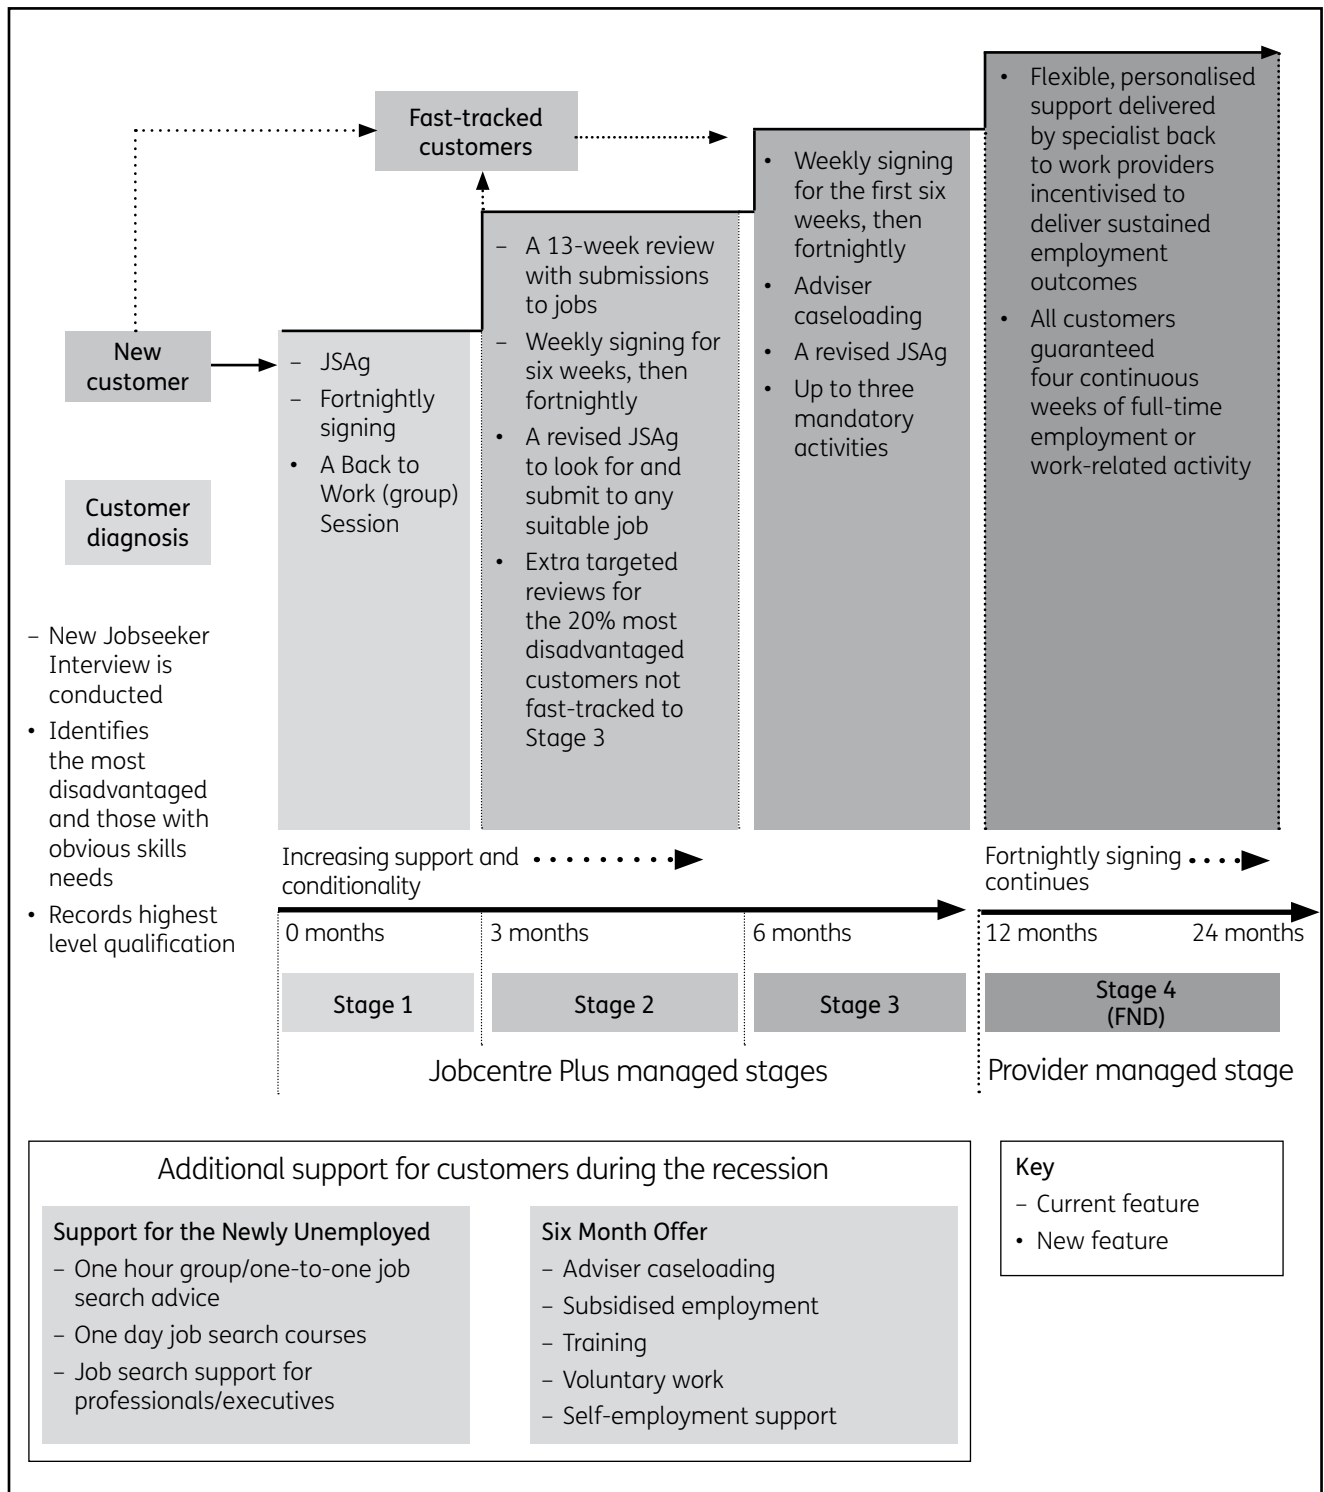 Fast-tracked
customers
New
customer
Customer
diagnosis
– New Jobseeker
Interview is
conducted
• Identifies
the most
disadvantaged
and those with
obvious skills
needs
• Records highest
level qualification
– JSAg
– Fortnightly
signing
• A Back to
Work (group)
Session
– A 13-week review
with submissions
to jobs
– Weekly signing for
six weeks, then
fortnightly
• A revised JSAg
to look for and
submit to any
suitable job
• Extra targeted
reviews for
the 20% most
disadvantaged
customers not
fast-tracked to
Stage 3
• Weekly signing
for the first six
weeks, then
fortnightly
• Adviser
caseloading
• A revised JSAg
• Up to three
mandatory
activities
• Flexible, personalised
support delivered
by specialist back
to work providers
incentivised to
deliver sustained
employment
outcomes
• All customers
guaranteed
four continuous
weeks of full-time
employment or
work-related activity
Increasing support and
conditionality
Fortnightly signing
continues
0 months
3 months
6 months
12 months
24 months
Stage 1
Stage 2
Stage 3
Stage 4
(FND)
Jobcentre Plus managed stages
Provider managed stage
Additional support for customers during the recession
Support for the Newly Unemployed
– One hour group/one-to-one job
search advice
– One day job search courses
– Job search support for
professionals/executives
Six Month Offer
– Adviser caseloading
– Subsidised employment
– Training
– Voluntary work
– Self-employment support
Key
– Current feature
• New feature